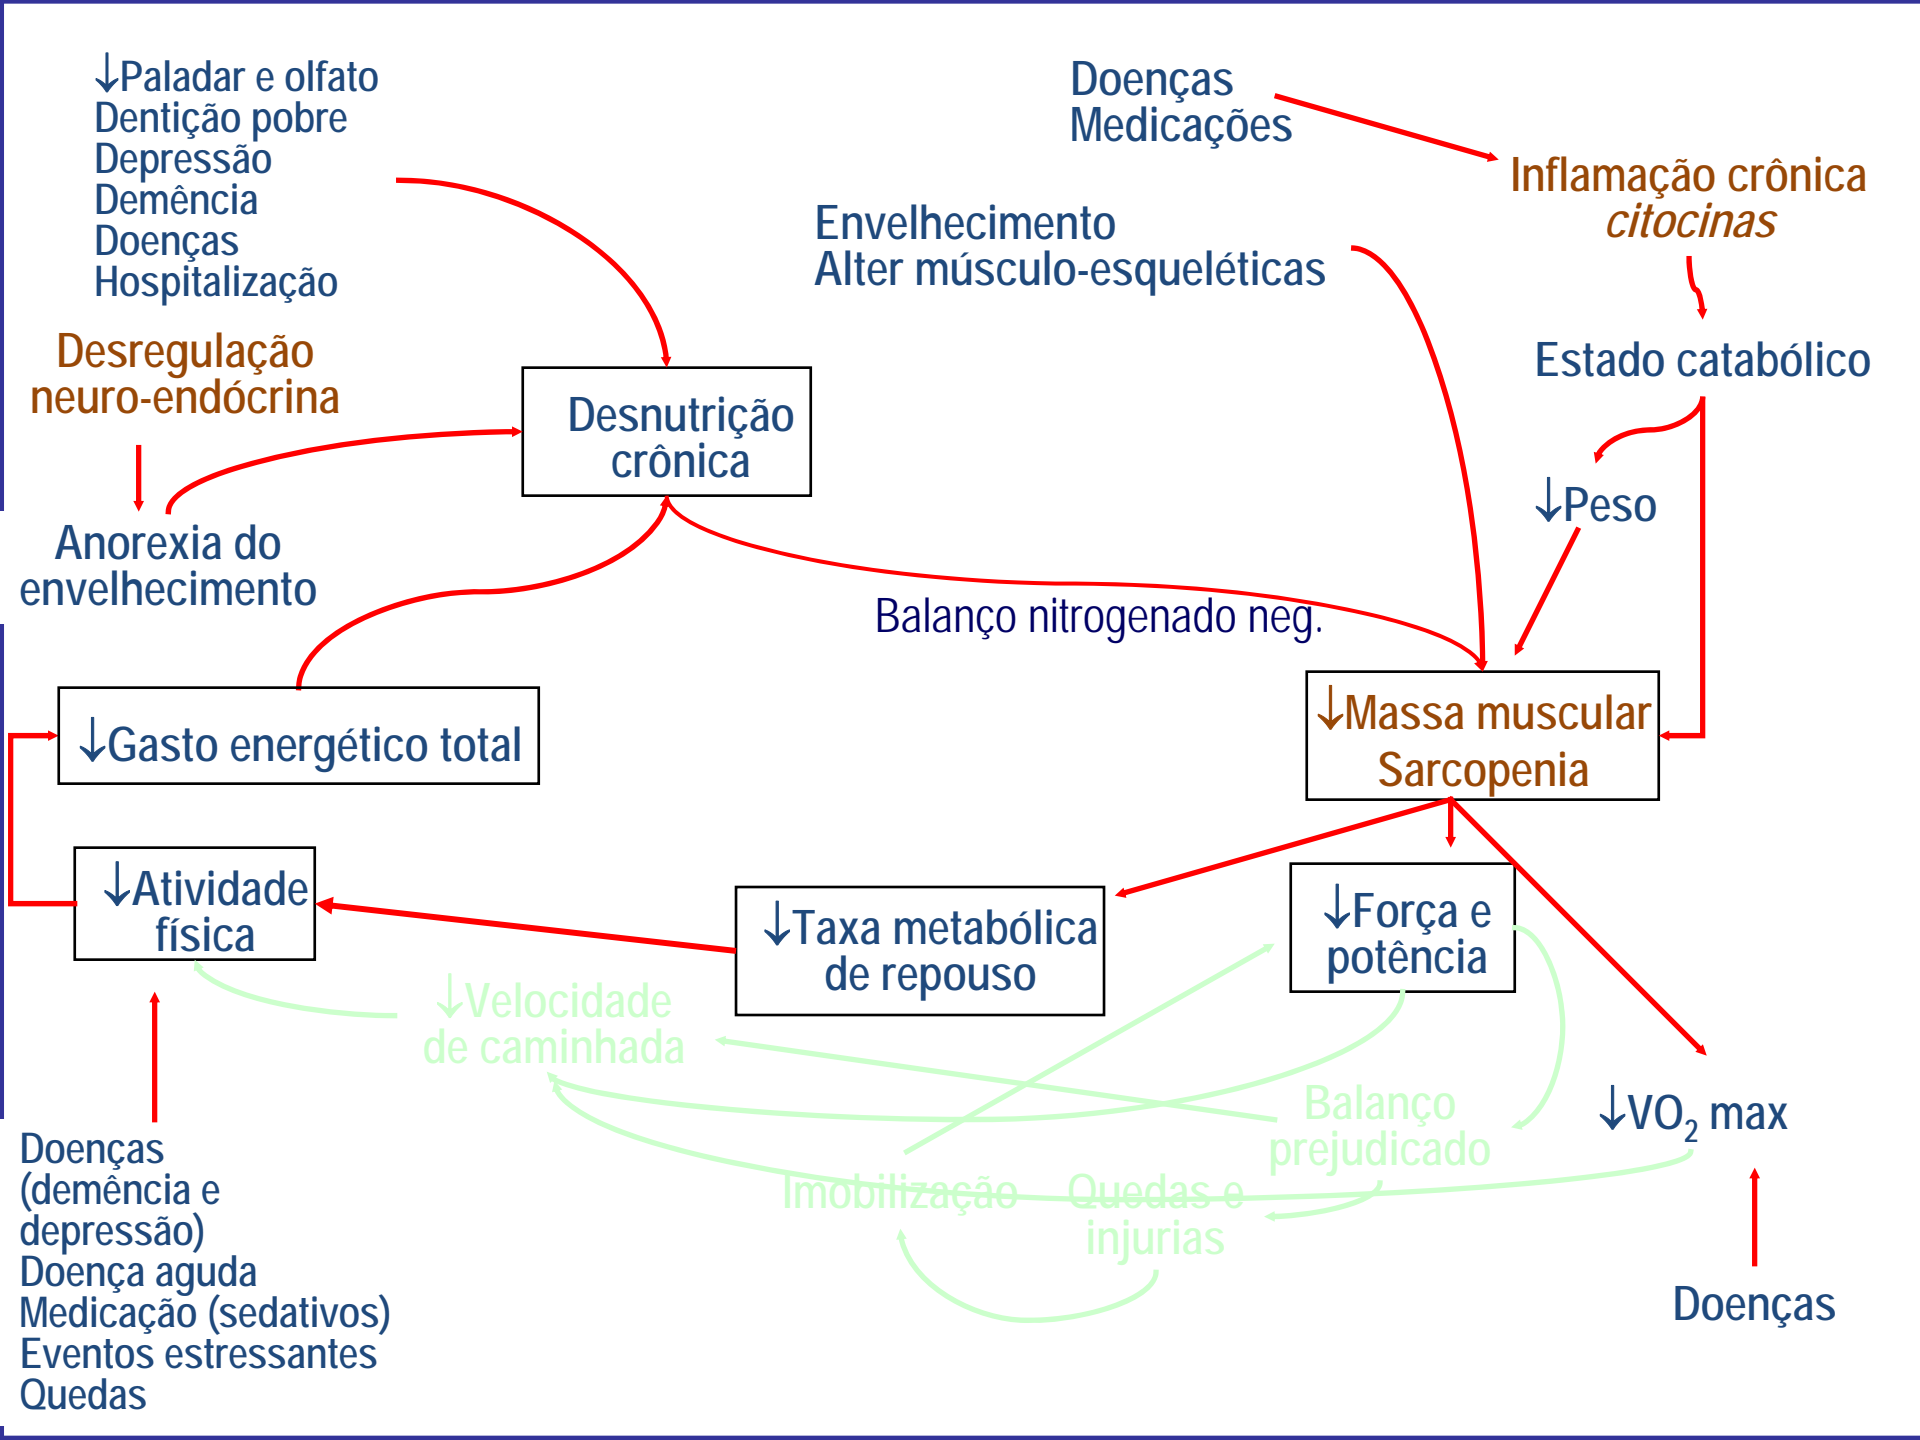 ↓Paladar e olfato
Dentição pobre
Depressão
Demência
Doenças
Hospitalização
Doenças
Medicações
Inflamação crônica
citocinas
Envelhecimento
Alter músculo-esqueléticas
Desregulação
neuro-endócrina
Estado catabólico
Desnutrição
crônica
↓Peso
Anorexia do
envelhecimento
Balanço nitrogenado neg.
↓Gasto energético total
↓Massa muscular
Sarcopenia
↓Atividade
física
↓Taxa metabólica
de repouso
↓Força e
potência
↓Velocidade
de caminhada
Balanço
prejudicado
↓VO₂ max
Imobilização
Quedas e
injurias
Doenças
(demência e
depressão)
Doença aguda
Medicação (sedativos)
Eventos estressantes
Quedas
Doenças